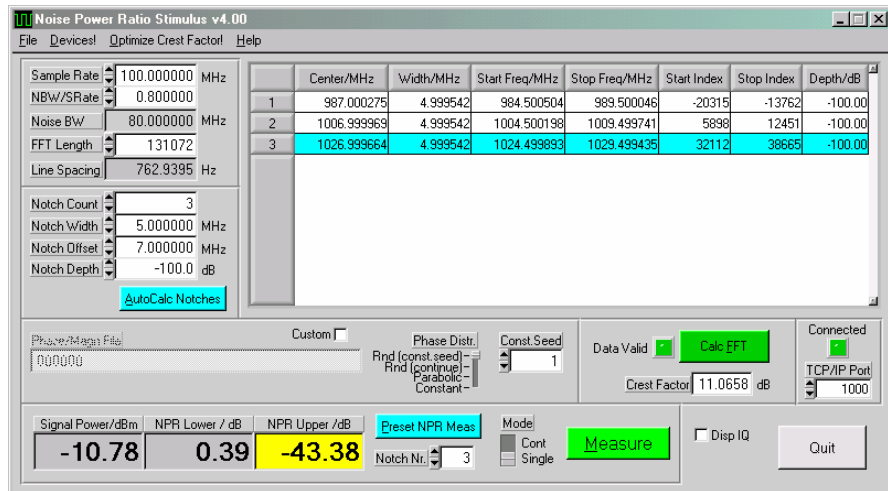 Noise Power Ratio Stimulus v4.00
File Devices! Optimize Crest Factor! Help
Sample Rate 100.000000 MHz
NBW/SRate 0.800000
Noise BW 80.000000 MHz
FFT Length 131072
Line Spacing 762.9395 Hz
Notch Count 3
Notch Width 5.000000 MHz
Notch Offset 7.000000 MHz
Notch Depth -100.0 dB
AutoCalc Notches
Center/MHz Width/MHz Start Freq/MHz Stop Freq/MHz Start Index Stop Index Depth/dB
1 987.000275 4.999542 984.500504 989.500046 -20315 -13762 -100.00
2 1006.999969 4.999542 1004.500198 1009.499741 5898 12451 -100.00
3 1026.999664 4.999542 1024.499893 1029.499435 32112 38665 -100.00
Phase/Magn File
000000
Custom
Phase Distr.
Rnd (const.seed)
Rnd (continue)
Parabolic
Constant
Const.Seed
1
Data Valid
Calc FFT
Crest Factor 11.0658 dB
Connected
TCP/IP Port
1000
Signal Power/dBm NPR Lower / dB NPR Upper /dB
-10.78 0.39 -43.38
Preset NPR Meas
Notch Nr. 3
Mode
Cont
Single
Measure
Disp IQ
Quit